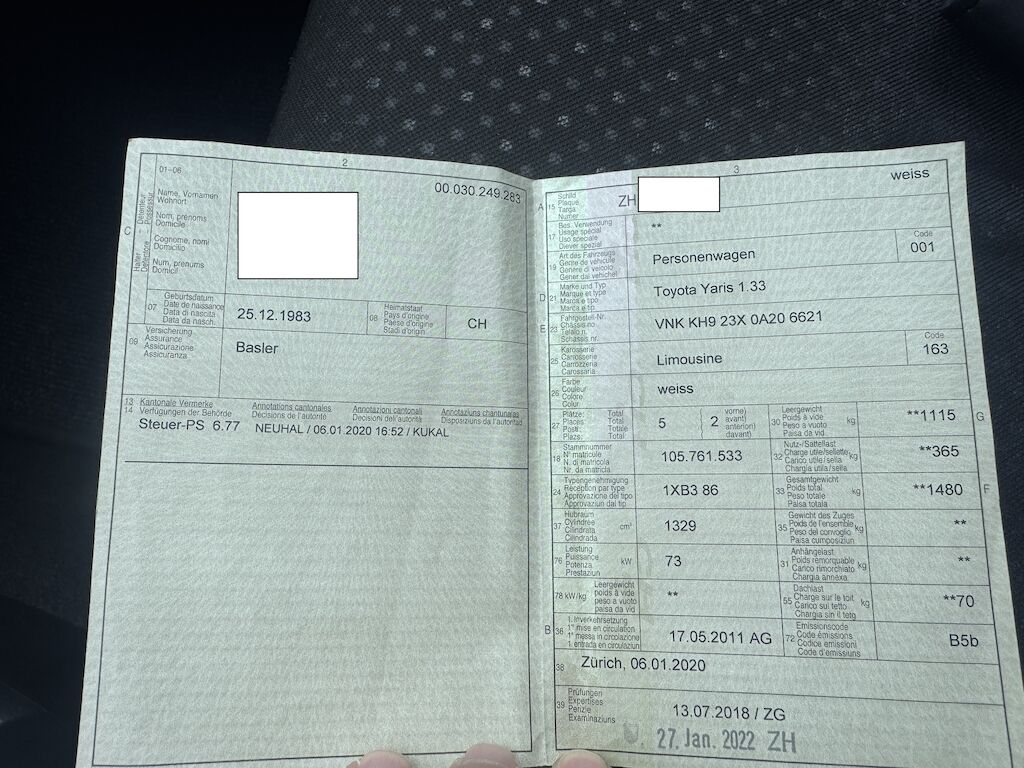 2
01-06
00.030.249.283
C
Halter Détenteur
Detentore Possessur
Name, Vornamen
Wohnort
Nom, prénoms
Domicile
Cognome, nomi
Domicilio
Num, prenums
Domicil
07
Geburtsdatum
Date de naissance
Data di nascita
Data da nasch.
25.12.1983
08
Heimatstaat
Pays d'origine
Paese d'origine
Stadi d'origin
CH
09
Versicherung
Assurance
Assicurazione
Assicuranza
Basler
13 Kantonale Vermerke
14 Verfügungen der Behörde
Annotations cantonales
Décisions de l'autorité
Annotazioni cantonali
Decisioni dell'autorità
Annotaziuns chantunalas
Disposiziuns da l'autoritad
Steuer-PS 6.77 NEUHAL / 06.01.2020 16:52 / KUKAL
3
weiss
A 15
Schild
Plaque
Targa
Numer
ZH
17
Bes. Verwendung
Usage spécial
Uso speciale
Diever spezial
**
19
Art des Fahrzeugs
Genre de véhicule
Genere di veicolo
Gener dal vehichel
Personenwagen
Code
001
D 21
Marke und Typ
Marque et type
Marca e tipo
Marca e tip
Toyota Yaris 1.33
E 23
Fahrgestell-Nr.
Châssis no
Telaio n.
Schassis nr.
VNK KH9 23X 0A20 6621
25
Karosserie
Carrosserie
Carrozzeria
Carossaria
Limousine
Code
163
26
Farbe
Couleur
Colore
Colur
weiss
27
Plätze: Total
Places: Total
Posti: Totale
Plazs: Total
5
2
vorne)
avant)
anteriori)
davant)
30
Leergewicht
Poids à vide
Peso a vuoto
Paisa da vid
kg
**1115
G
18
Stammnummer
N° matricule
N. di matricola
Nr. da matricla
105.761.533
32
Nutz-/Sattellast
Charge utile/sellette
Carico utile/sella
Chargia utila/sella
kg
**365
24
Typengenehmigung
Réception par type
Approvazione del tipo
Approvaziun dal tip
1XB3 86
33
Gesamtgewicht
Poids total
Peso totale
Paisa totala
kg
**1480
F
37
Hubraum
Cylindrée
Cilindrata
Cilindrada
cm³
1329
35
Gewicht des Zuges
Poids de l'ensemble
Peso del convoglio
Paisa cumposiziun
kg
**
76
Leistung
Puissance
Potenza
Prestaziun
kW
73
31
Anhängelast
Poids remorquable
Carico rimorchiato
Chargia annexa
kg
**
78 kW/kg
Leergewicht
poids à vide
peso a vuoto
paisa da vid
**
55
Dachlast
Charge sur le toit
Carico sul tetto
Chargia sin il tetg
kg
**70
B 36
1. Inverkehrsetzung
1re mise en circulation
1a messa in circolazione
1. entrada en circulaziun
17.05.2011 AG
72
Emissionscode
Code émissions
Codice emissioni
Code d'emissiuns
B5b
38
Zürich, 06.01.2020
39
Prüfungen
Expertises
Perizie
Examinaziuns
13.07.2018 / ZG
27. Jan. 2022 ZH